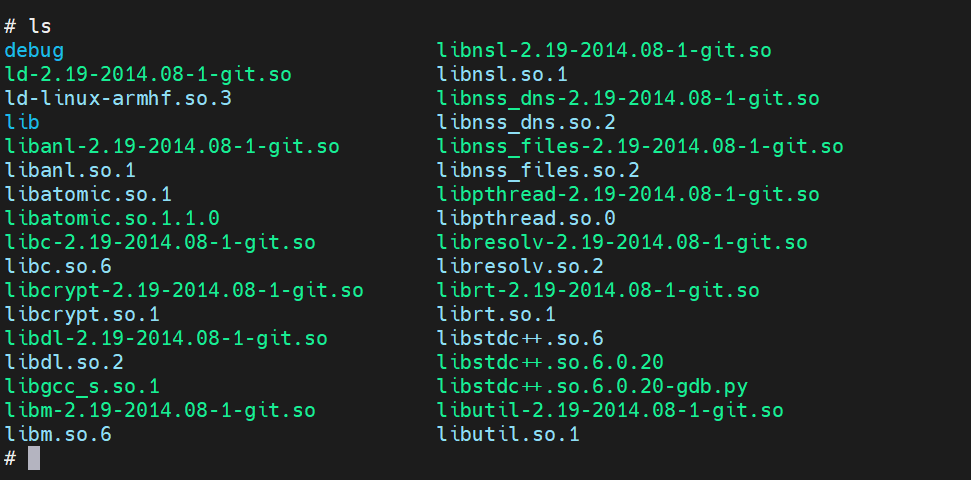 # ls
debug libnsl-2.19-2014.08-1-git.so
ld-2.19-2014.08-1-git.so libnsl.so.1
ld-linux-armhf.so.3 libnss_dns-2.19-2014.08-1-git.so
lib libnss_dns.so.2
libanl-2.19-2014.08-1-git.so libnss_files-2.19-2014.08-1-git.so
libanl.so.1 libnss_files.so.2
libatomic.so.1 libpthread-2.19-2014.08-1-git.so
libatomic.so.1.1.0 libpthread.so.0
libc-2.19-2014.08-1-git.so libresolv-2.19-2014.08-1-git.so
libc.so.6 libresolv.so.2
libcrypt-2.19-2014.08-1-git.so librt-2.19-2014.08-1-git.so
libcrypt.so.1 librt.so.1
libdl-2.19-2014.08-1-git.so libstdc++.so.6
libdl.so.2 libstdc++.so.6.0.20
libgcc_s.so.1 libstdc++.so.6.0.20-gdb.py
libm-2.19-2014.08-1-git.so libutil-2.19-2014.08-1-git.so
libm.so.6 libutil.so.1
#